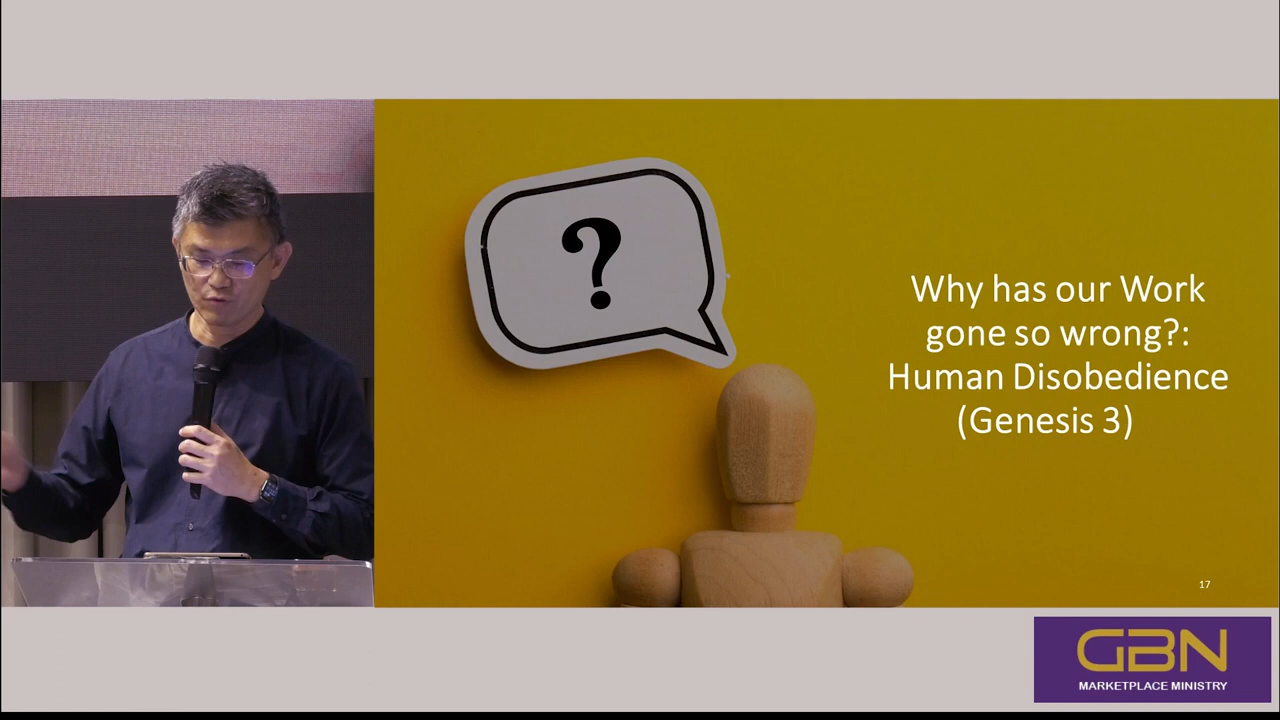 ?
Why has our Work
gone so wrong?:
Human Disobedience
(Genesis 3)
17
GBN
MARKETPLACE MINISTRY